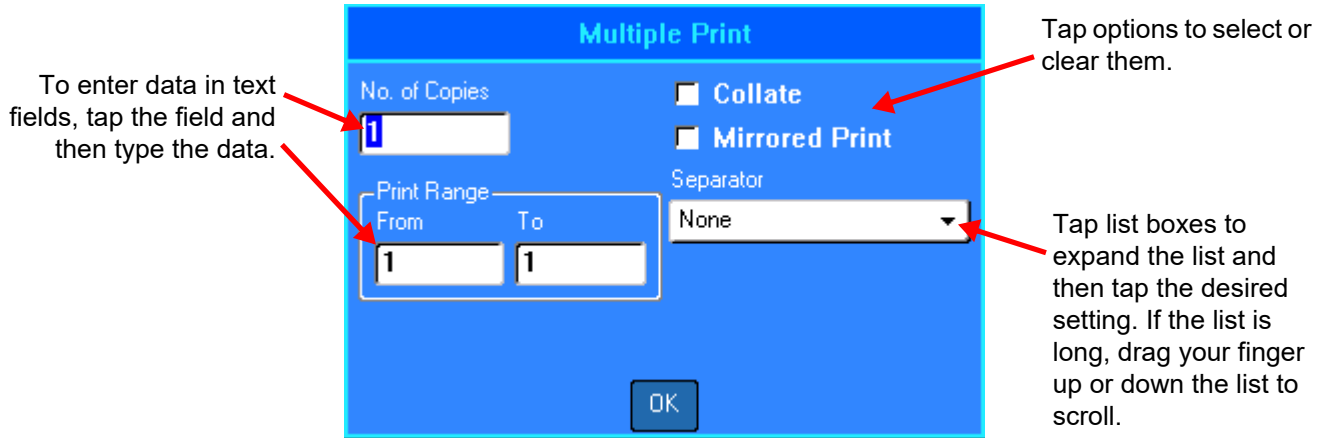 Multiple Print
To enter data in text
fields, tap the field and
then type the data.
No. of Copies
1
Print Range
From To
1 1
Collate
Mirrored Print
Separator
None
OK
Tap options to select or
clear them.
Tap list boxes to
expand the list and
then tap the desired
setting. If the list is
long, drag your finger
up or down the list to
scroll.